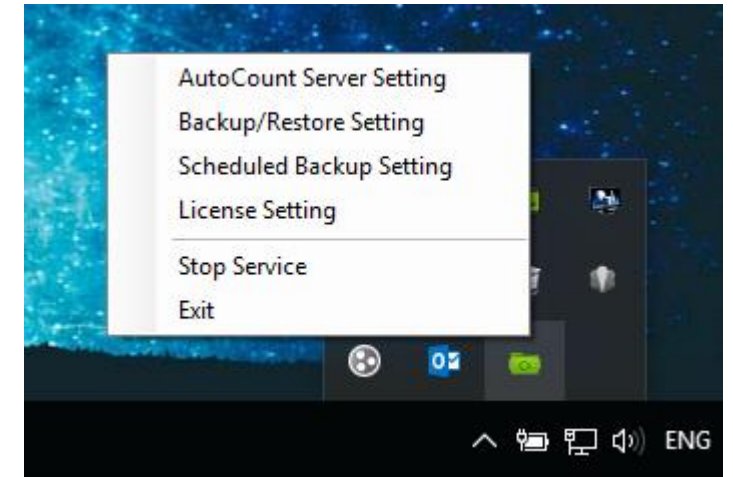 AutoCount Server Setting
Backup/Restore Setting
Scheduled Backup Setting
License Setting
Stop Service
Exit
ENG